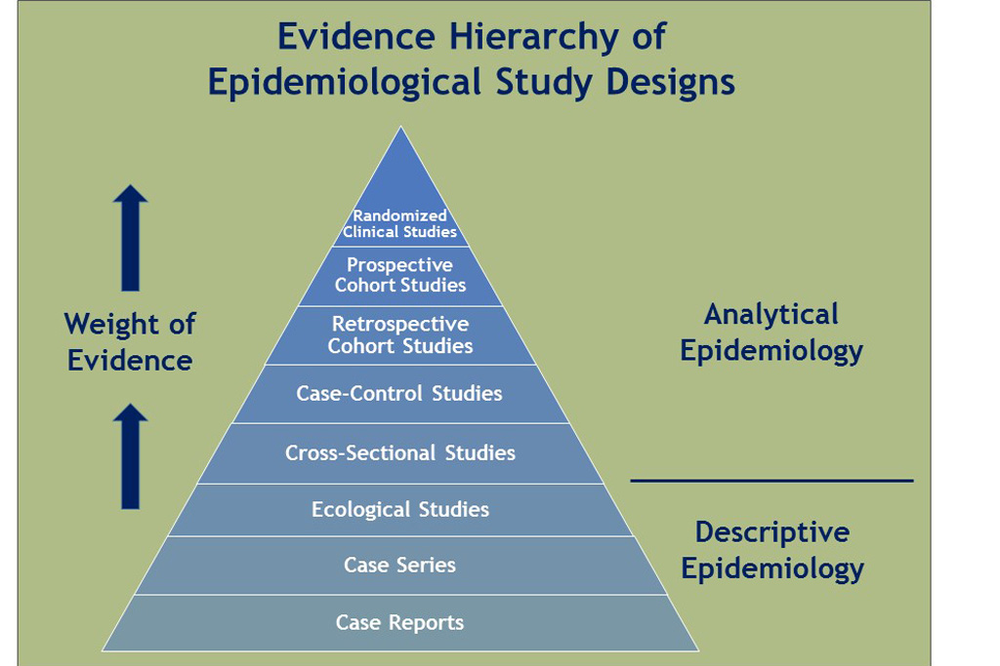 Evidence Hierarchy of
Epidemiological Study Designs
Randomized
Clinical Studies
Prospective
Cohort Studies
Retrospective
Cohort Studies
Case-Control Studies
Cross-Sectional Studies
Ecological Studies
Case Series
Case Reports
Weight of
Evidence
Analytical
Epidemiology
Descriptive
Epidemiology